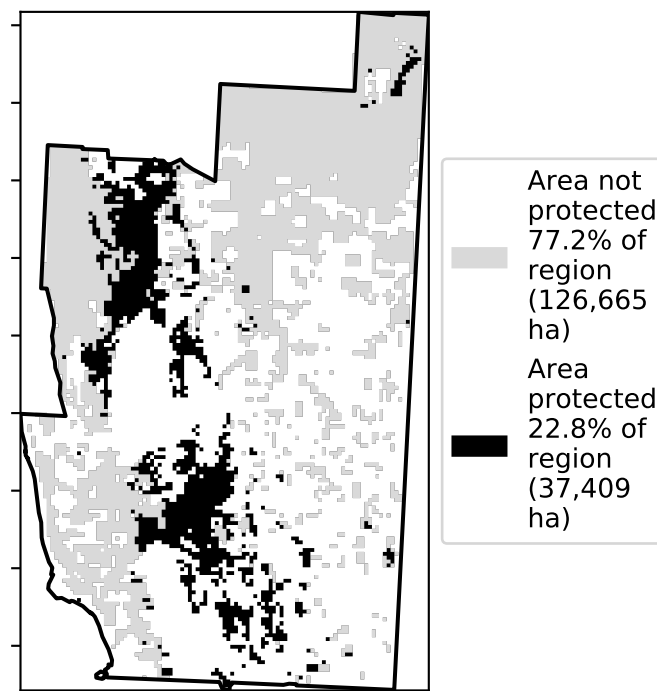 Area not
protected
77.2% of
region
(126,665
ha)
Area
protected
22.8% of
region
(37,409
ha)